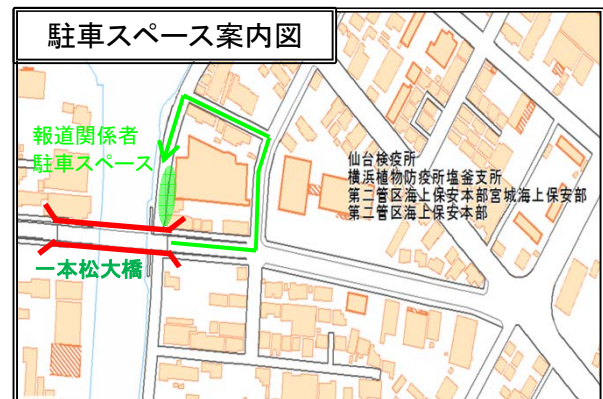 駐車スペース案内図
報道関係者
駐車スペース
仙台検疫所
横浜植物防疫所塩釜支所
第二管区海上保安本部宮城海上保安部
第二管区海上保安本部
一本松大橋